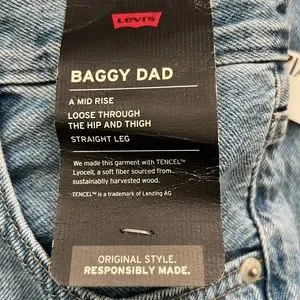 Levi's
BAGGY DAD
A MID RISE
LOOSE THROUGH
THE HIP AND THIGH
STRAIGHT LEG
We made this garment with TENCEL™
Lyocell, a soft fiber sourced from
sustainably harvested wood.
TENCEL™ is a trademark of Lenzing AG
ORIGINAL STYLE.
RESPONSIBLY MADE.